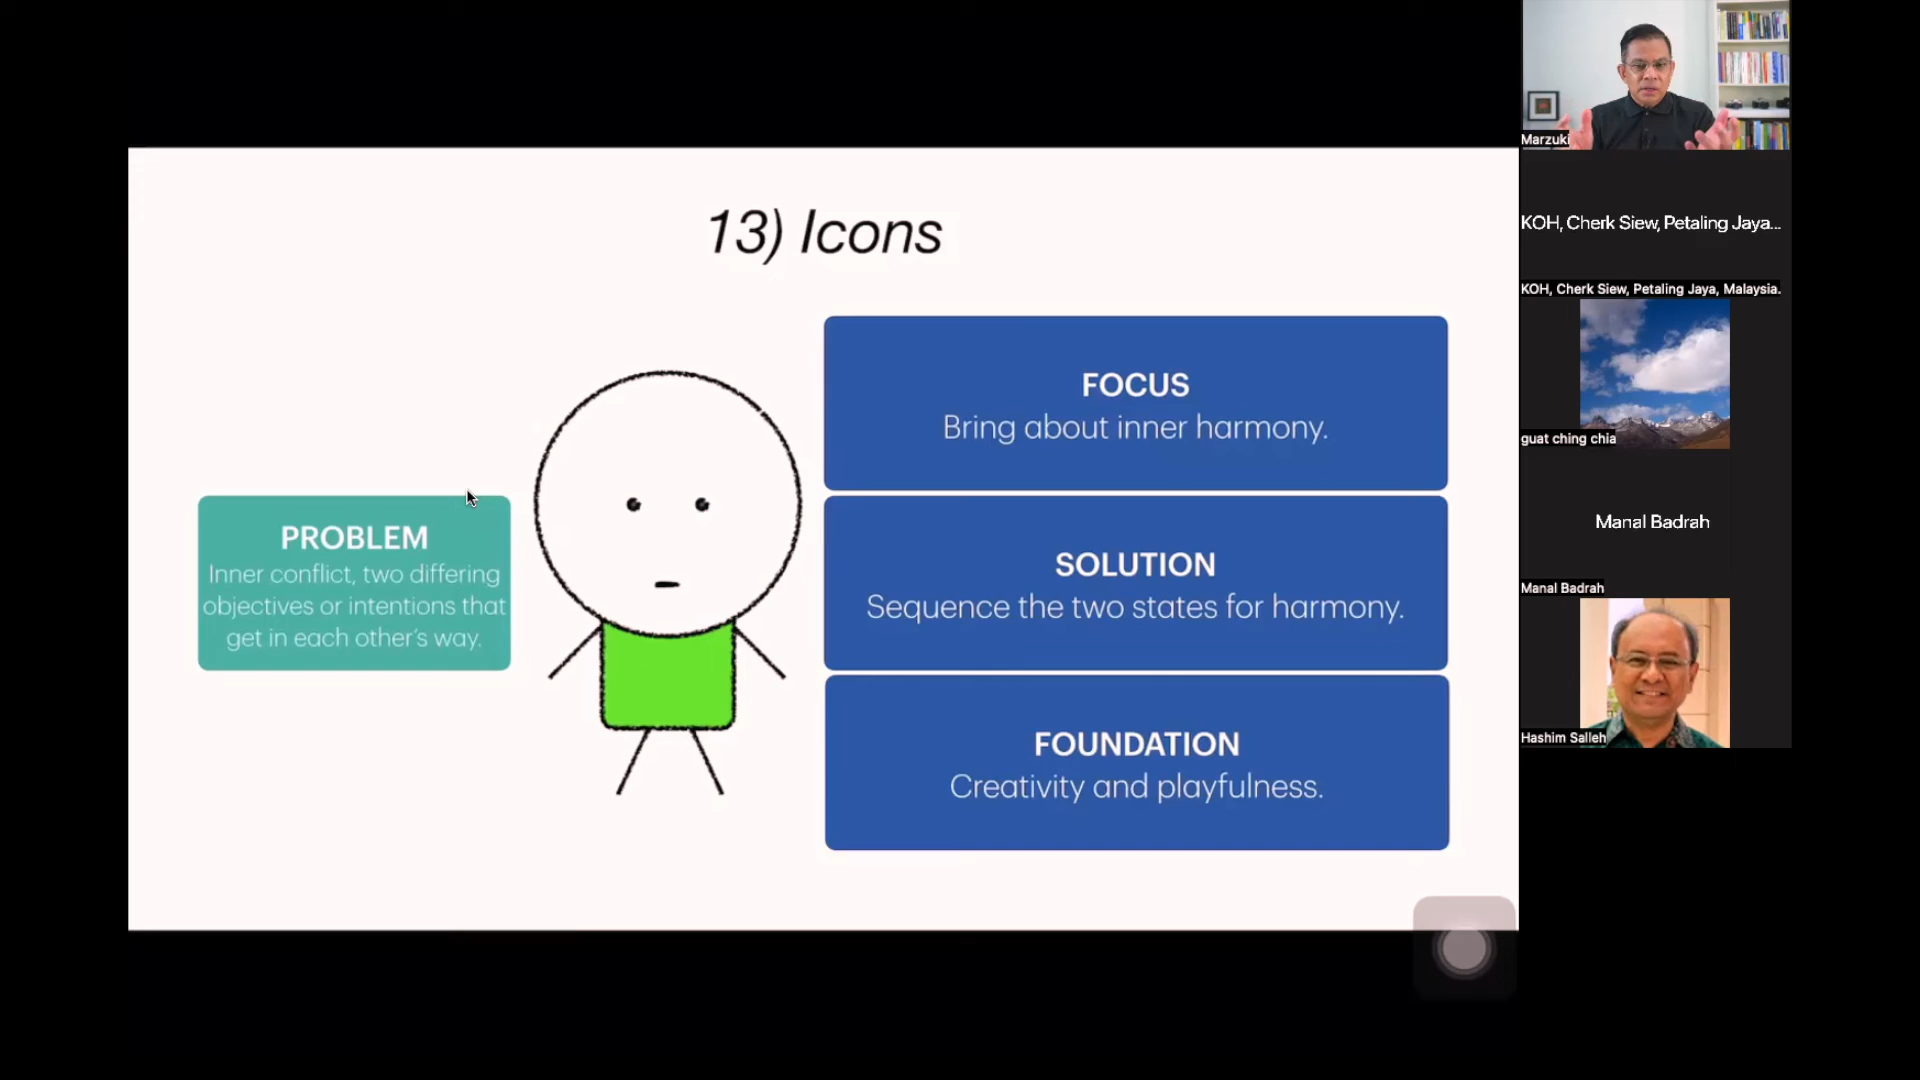 13) Icons
PROBLEM
Inner conflict, two differing
objectives or intentions that
get in each other's way.
FOCUS
Bring about inner harmony.
SOLUTION
Sequence the two states for harmony.
FOUNDATION
Creativity and playfulness.
Marzuki
KOH, Cherk Siew, Petaling Jaya...
KOH, Cherk Siew, Petaling Jaya, Malaysia.
guat ching chia
Manal Badrah
Manal Badrah
Hashim Salleh